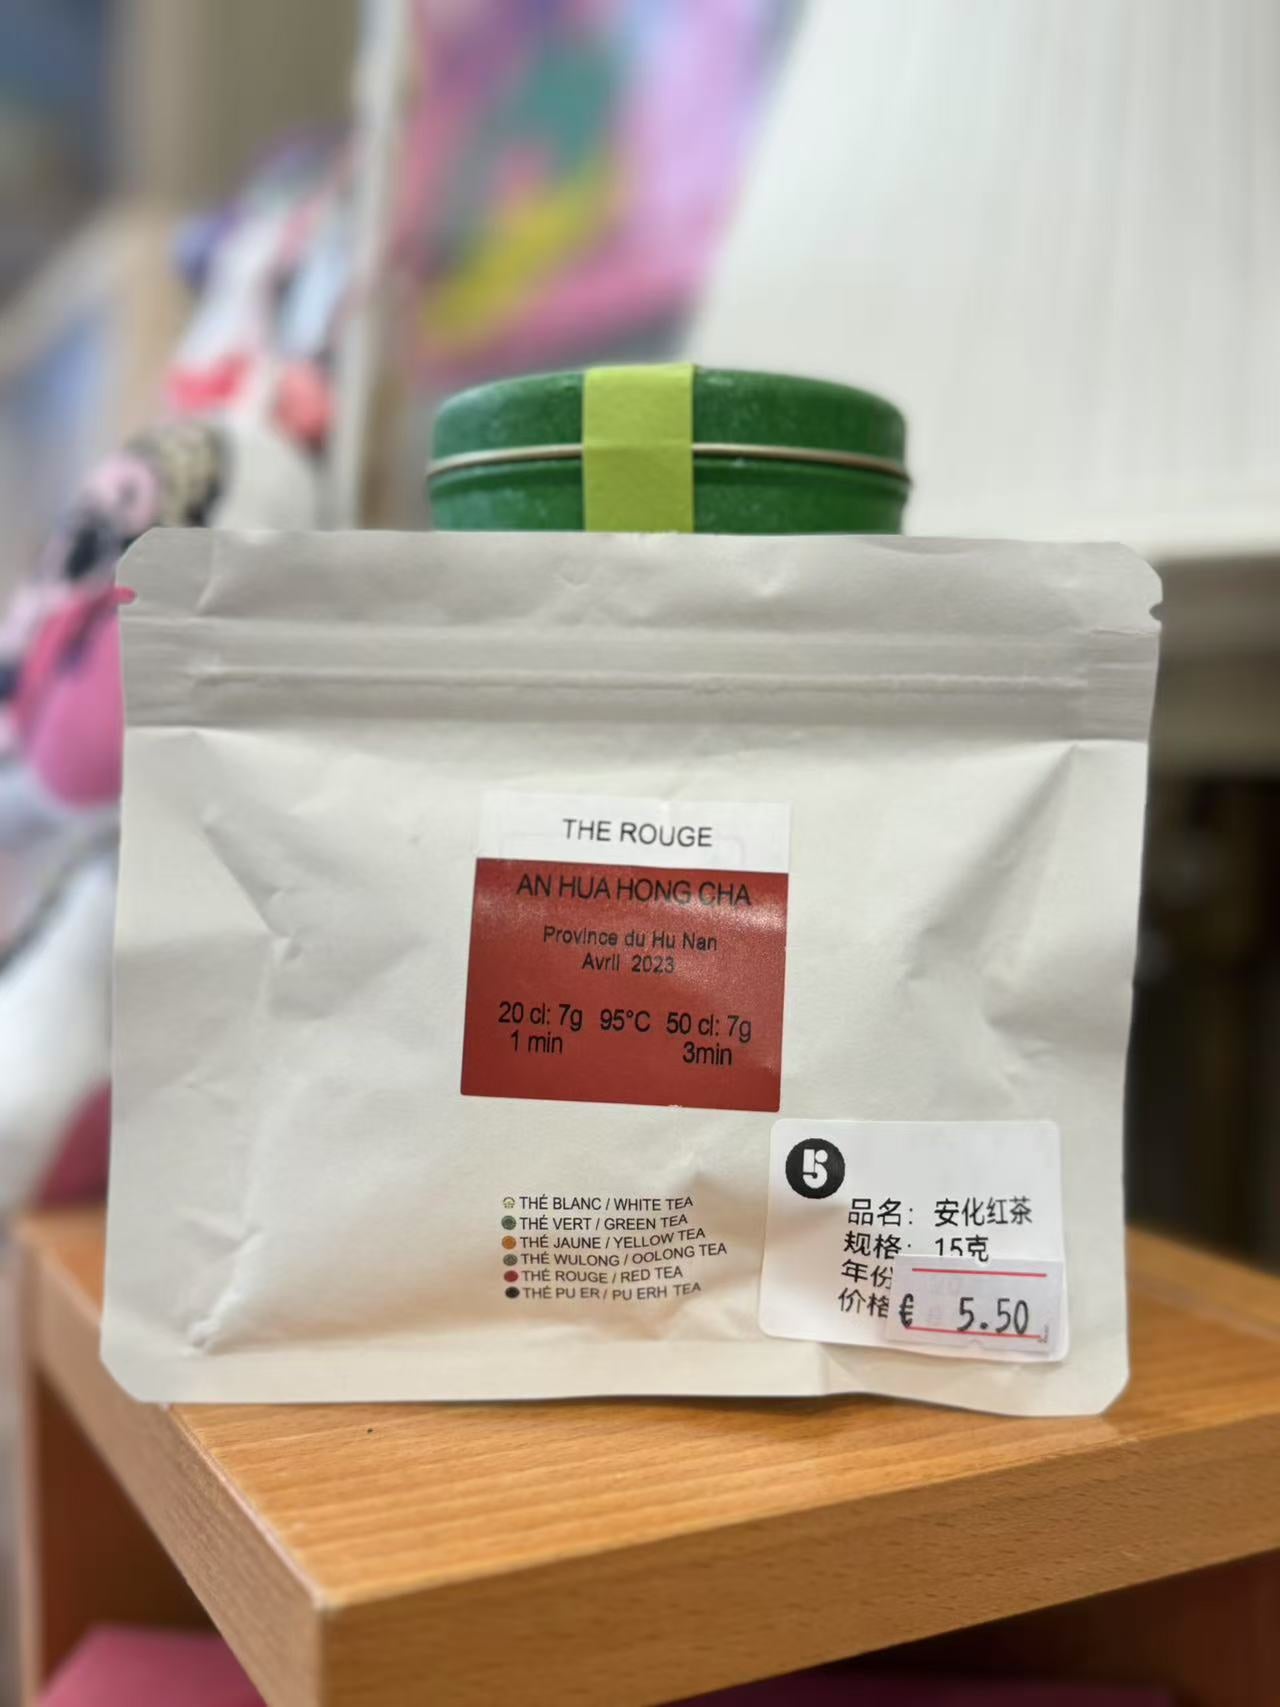 THE ROUGE
AN HUA HONG CHA
Province du Hu Nan
Avril 2023
20 cl: 7g 95°C 50 cl: 7g
1 min 3min
THÉ BLANC / WHITE TEA
THÉ VERT / GREEN TEA
THÉ JAUNE / YELLOW TEA
THÉ WULONG / OOLONG TEA
THÉ ROUGE / RED TEA
THÉ PU ER / PU ERH TEA
5
品名：安化红茶
规格：15克
年份
价格
€ 5.50